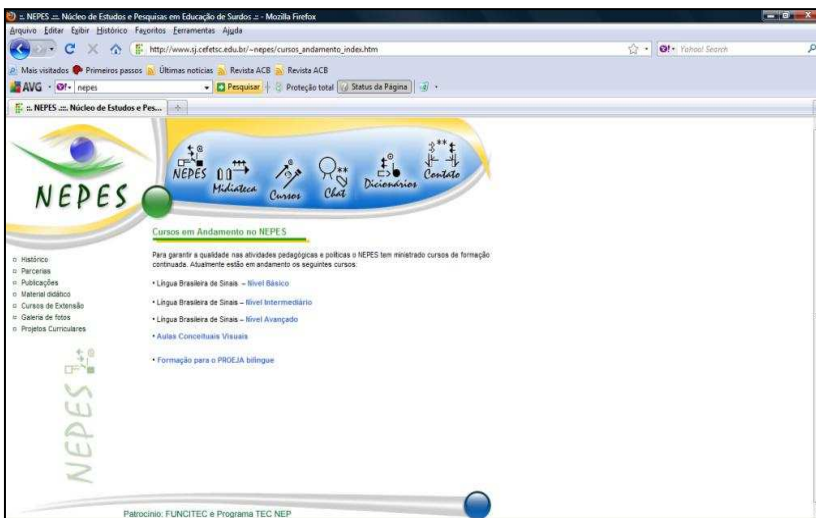 ::. NEPES .::. Núcleo de Estudos e Pesquisas em Educação de Surdos .:: - Mozilla Firefox
Arquivo Editar Exibir Histórico Favoritos Ferramentas Ajuda
http://www.sj.cefetsc.edu.br/~nepes/cursos_andamento_index.htm
Yahoo! Search
Mais visitados Primeiros passos Últimas notícias Revista ACB Revista ACB
AVG nepes Pesquisar Proteção total Status da Página
::. NEPES .::. Núcleo de Estudos e Pes...
NEPES
NEPES Midiateca Cursos Chat Dicionários Contato
Cursos em Andamento no NEPES
Para garantir a qualidade nas atividades pedagógicas e políticas o NEPES tem ministrado cursos de formação
continuada. Atualmente estão em andamento os seguintes cursos:
• Língua Brasileira de Sinais – Nível Básico
• Língua Brasileira de Sinais – Nível Intermediário
• Língua Brasileira de Sinais – Nível Avançado
• Aulas Conceituais Visuais
• Formação para o PROEJA bilíngue
Histórico
Parcerias
Publicações
Material didático
Cursos de Extensão
Galeria de fotos
Projetos Curriculares
NEPES
Patrocínio: FUNCITEC e Programa TEC NEP